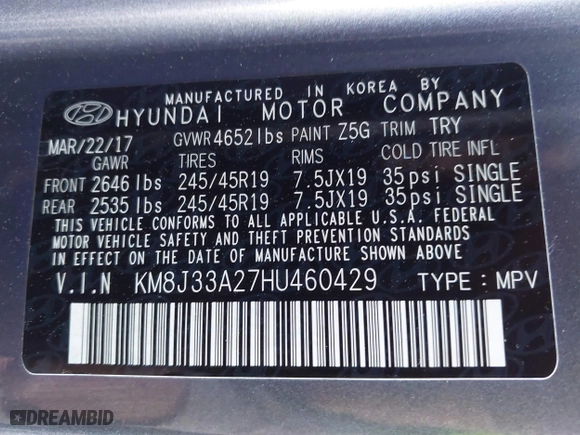 MANUFACTURED IN KOREA BY
HYUNDAI MOTOR COMPANY
MAR/22/17 GVWR 4652 lbs PAINT Z5G TRIM TRY
GAWR TIRES RIMS COLD TIRE INFL
FRONT 2646 lbs 245/45R19 7.5JX19 35psi SINGLE
REAR 2535 lbs 245/45R19 7.5JX19 35psi SINGLE
THIS VEHICLE CONFORMS TO ALL APPLICABLE U.S.A. FEDERAL
MOTOR VEHICLE SAFETY AND THEFT PREVENTION STANDARDS
IN EFFECT ON THE DATE OF MANUFACTURE SHOWN ABOVE.
V.I.N KM8J33A27HU460429 TYPE : MPV
DREAMBID